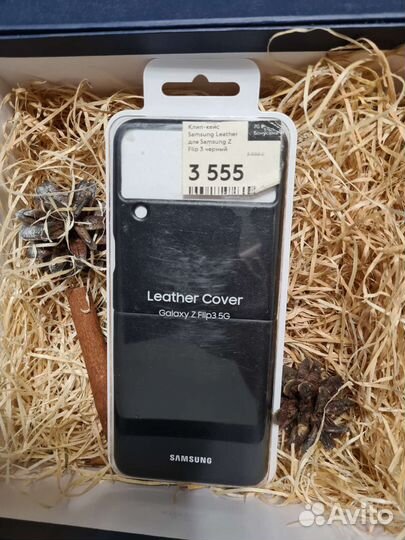 Клип-кейс
Samsung Leather
для Samsung Z
Flip 3 черный
3 555
Leather Cover
Galaxy Z Flip3 5G
SAMSUNG
Avito